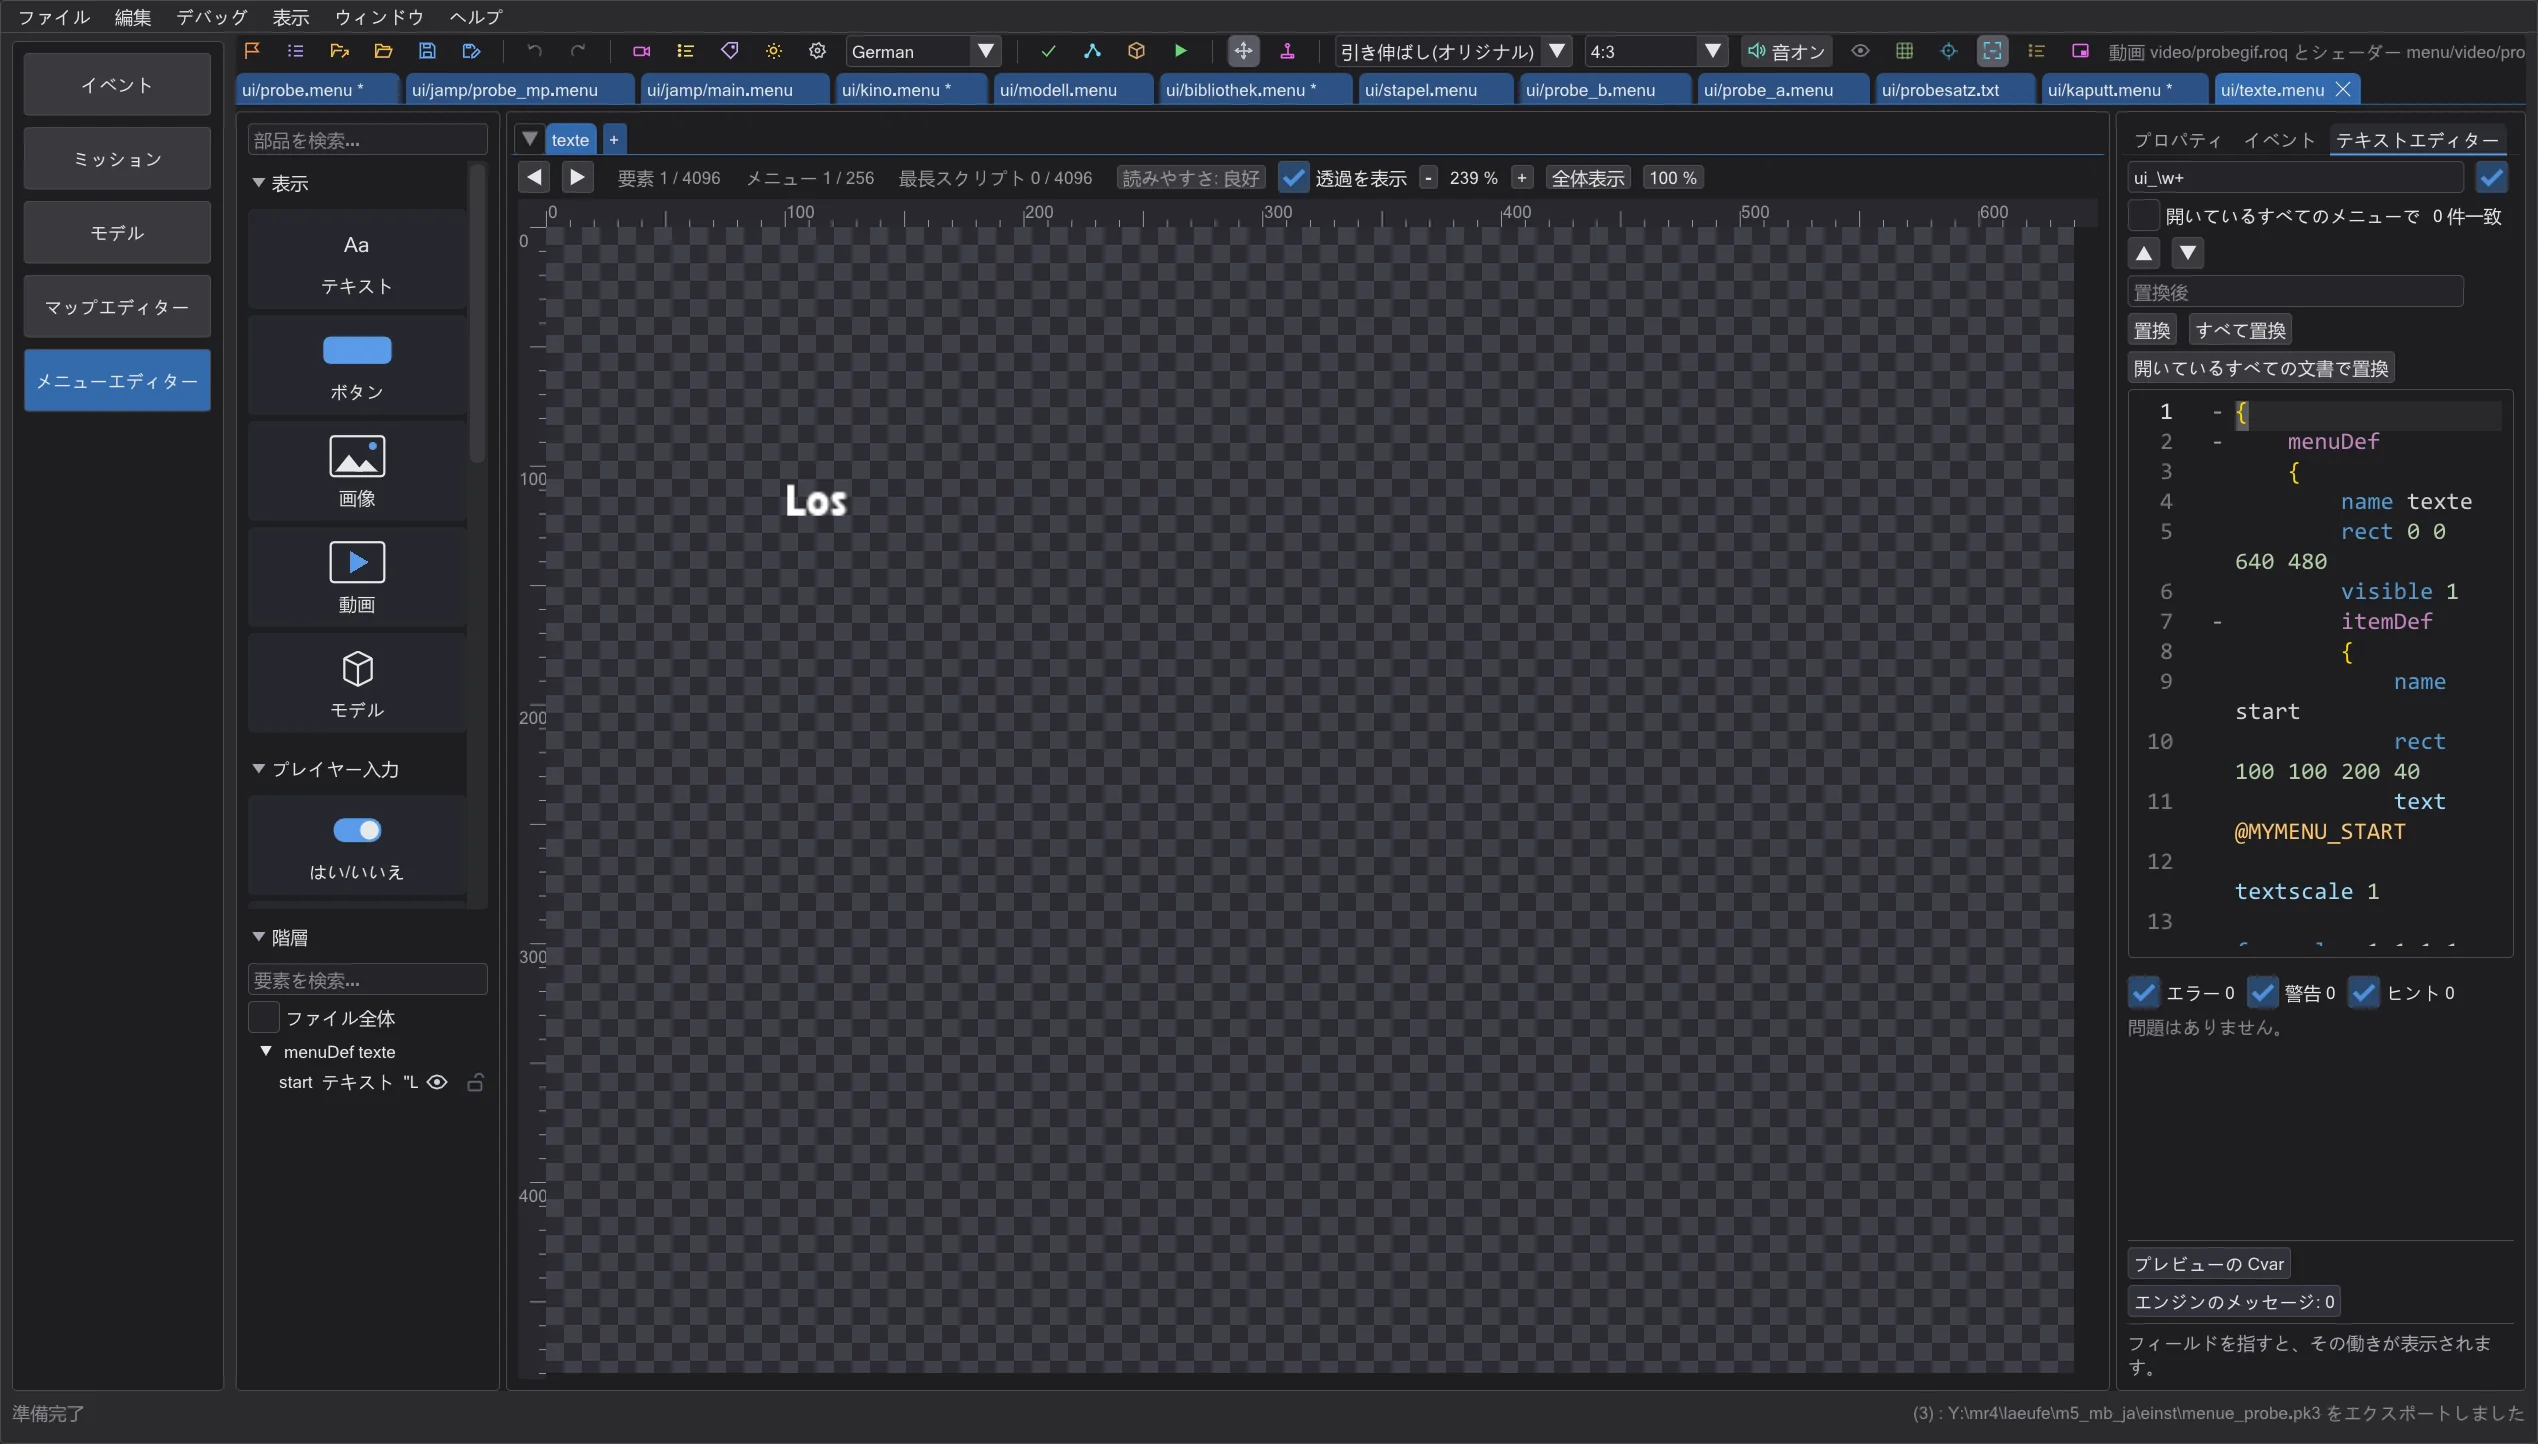 ファイル 編集 デバッグ 表示 ウィンドウ ヘルプ
German 引き伸ばし(オリジナル) 4:3 音オン 動画 video/probegif.roq とシェーダー menu/video/pro
ui/probe.menu * ui/jamp/probe_mp.menu ui/jamp/main.menu ui/kino.menu * ui/modell.menu ui/bibliothek.menu * ui/stapel.menu ui/probe_b.menu ui/probe_a.menu ui/probesatz.txt ui/kaputt.menu * ui/texte.menu
イベント
ミッション
モデル
マップエディター
メニューエディター
部品を検索...
表示
Aa
テキスト
ボタン
画像
動画
モデル
プレイヤー入力
はい/いいえ
階層
要素を検索...
ファイル全体
menuDef texte
start テキスト "L
texte +
要素 1 / 4096 メニュー 1 / 256 最長スクリプト 0 / 4096 読みやすさ: 良好 透過を表示 - 239 % + 全体表示 100 %
0 100 200 300 400 500 600
0
100
200
300
400
Los
プロパティ イベント テキストエディター
ui_\w+
開いているすべてのメニューで 0 件一致
置換後
置換 すべて置換
開いているすべての文書で置換
1 - {
2 - menuDef
3 {
4 name texte
5 rect 0 0
640 480
6 visible 1
7 - itemDef
8 {
9 name
start
10 rect
100 100 200 40
11 text
@MYMENU_START
12
textscale 1
13
エラー 0 警告 0 ヒント 0
問題はありません。
プレビューの Cvar
エンジンのメッセージ: 0
フィールドを指すと、その働きが表示されま
す。
準備完了
(3) : Y:\mr4\laeufe\m5_mb_ja\einst\menue_probe.pk3 をエクスポートしました